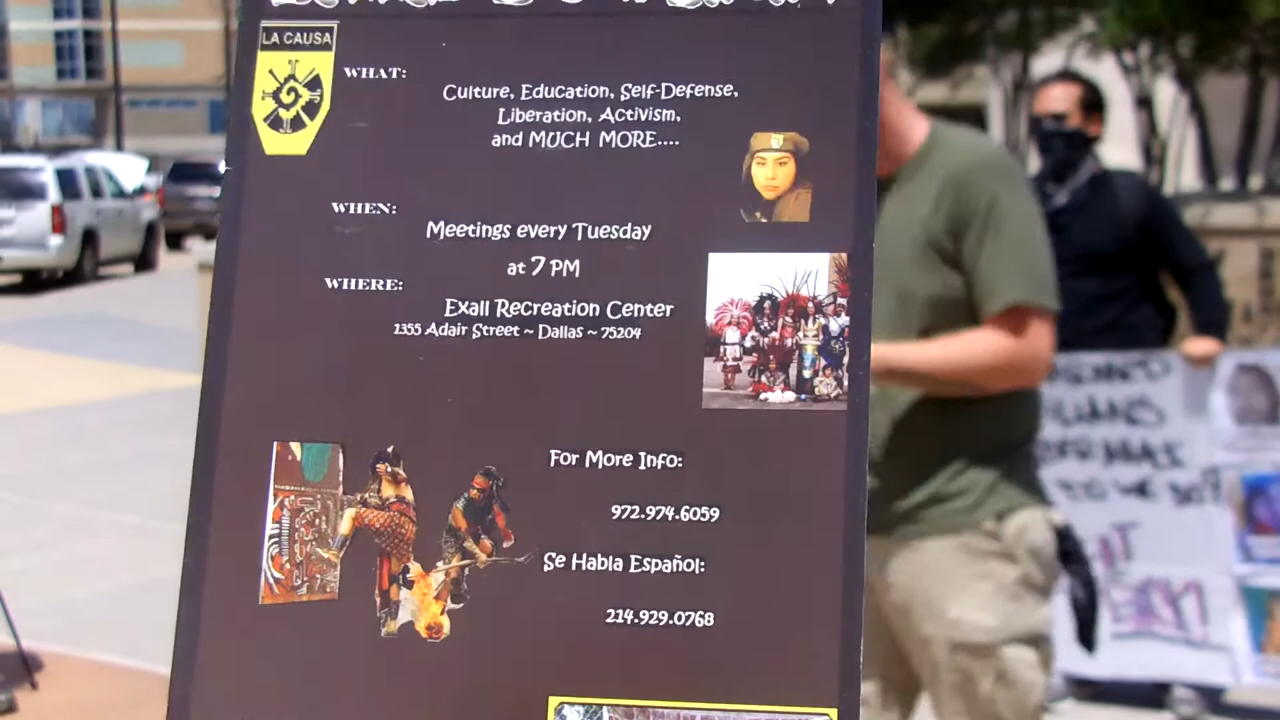 LA CAUSA
WHAT:
Culture, Education, Self-Defense,
Liberation, Activism,
and MUCH MORE....
WHEN:
Meetings every Tuesday
at 7 PM
WHERE:
Exall Recreation Center
1355 Adair Street ~ Dallas ~ 75204
For More Info:
972.974.6059
Se Habla Español:
214.929.0768